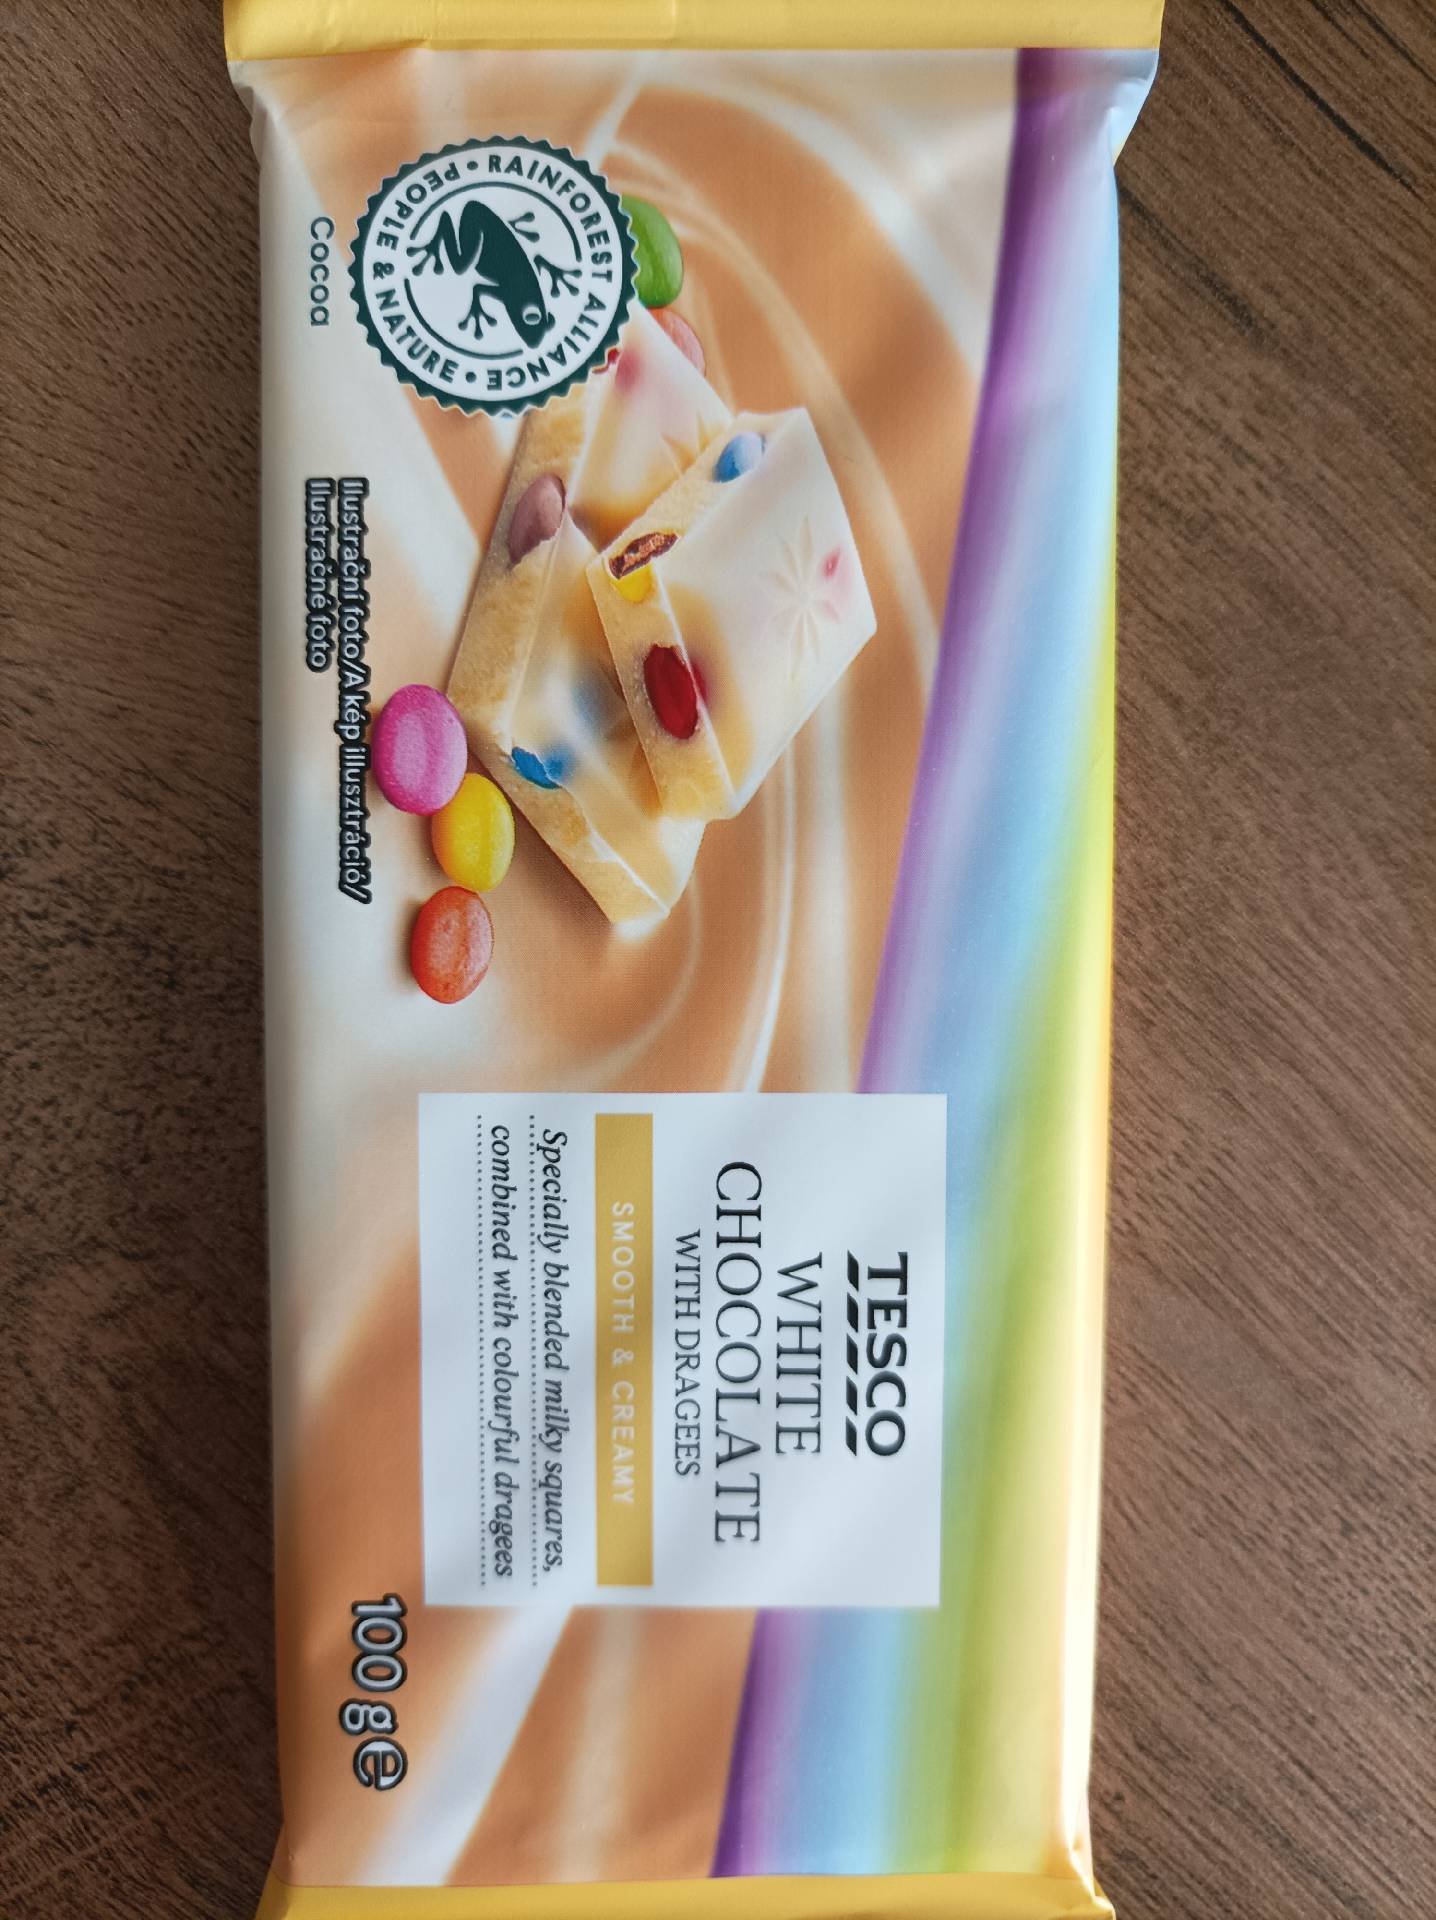 TESCO
WHITE
CHOCOLATE
WITH DRAGEES
SMOOTH & CREAMY
Specially blended milky squares,
combined with colourful dragees
100 g ℮
RAINFOREST ALLIANCE • PEOPLE & NATURE •
Cocoa
Ilustrační foto/A kép illusztráció/
Ilustračné foto